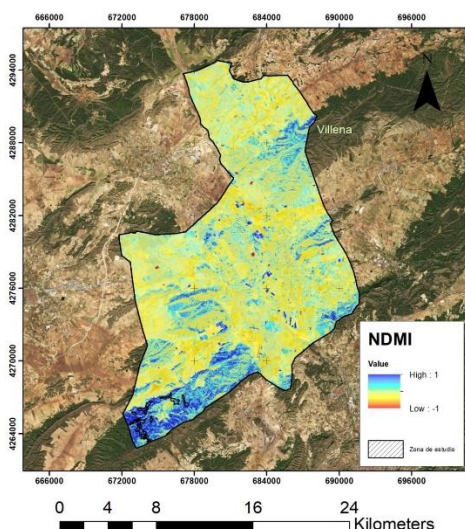 666000 672000 678000 684000 690000 696000
4294000
4288000
4282000
4276000
4270000
4264000
N
Villena
NDMI
Value
High : 1
Low : -1
Zona de estudio
666000 672000 678000 684000 690000 696000
0 4 8 16 24
Kilometers